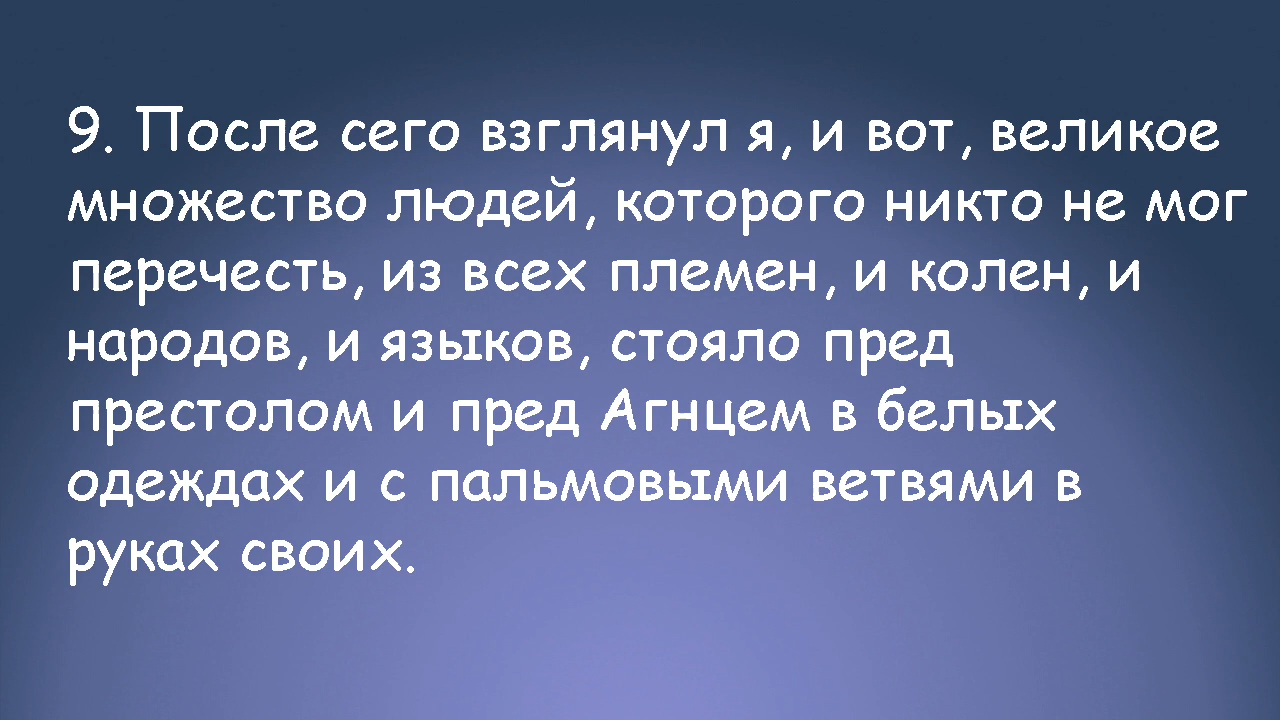 9. После сего взглянул я, и вот, великое
множество людей, которого никто не мог
перечесть, из всех племен, и колен, и
народов, и языков, стояло пред
престолом и пред Агнцем в белых
одеждах и с пальмовыми ветвями в
руках своих.